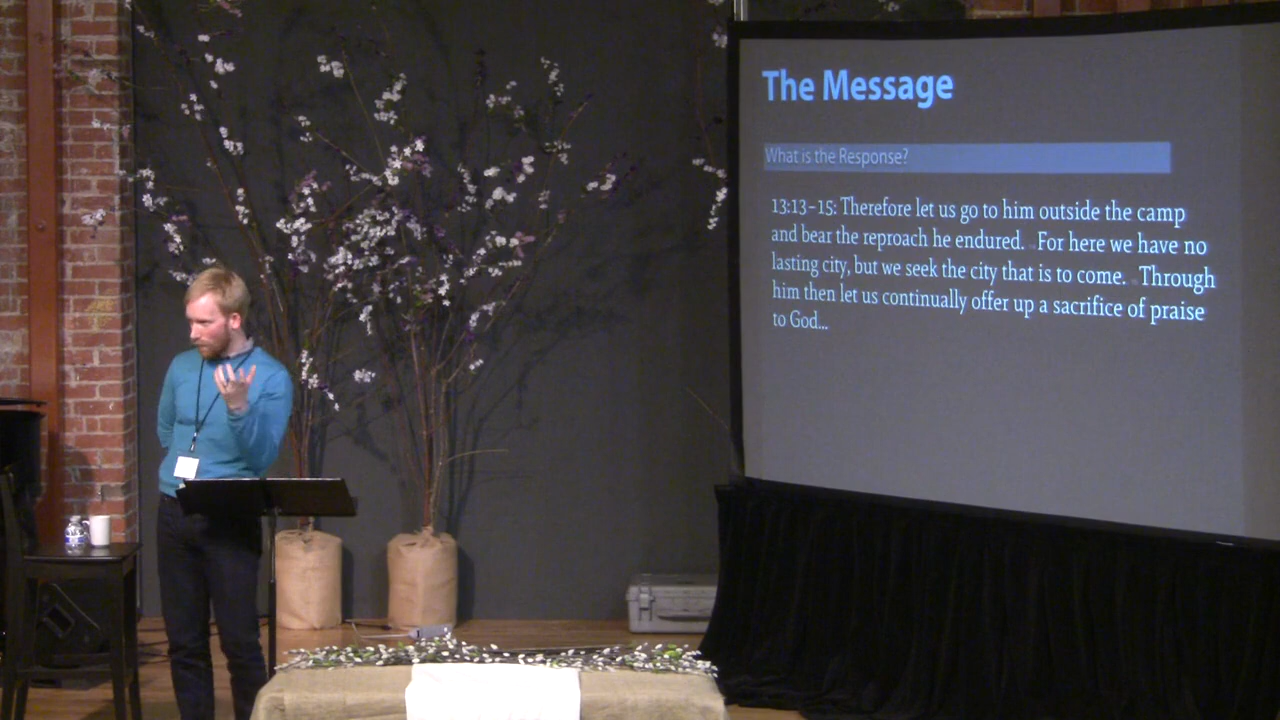 The Message
What is the Response?
13:13-15: Therefore let us go to him outside the camp
and bear the reproach he endured. For here we have no
lasting city, but we seek the city that is to come. Through
him then let us continually offer up a sacrifice of praise
to God...